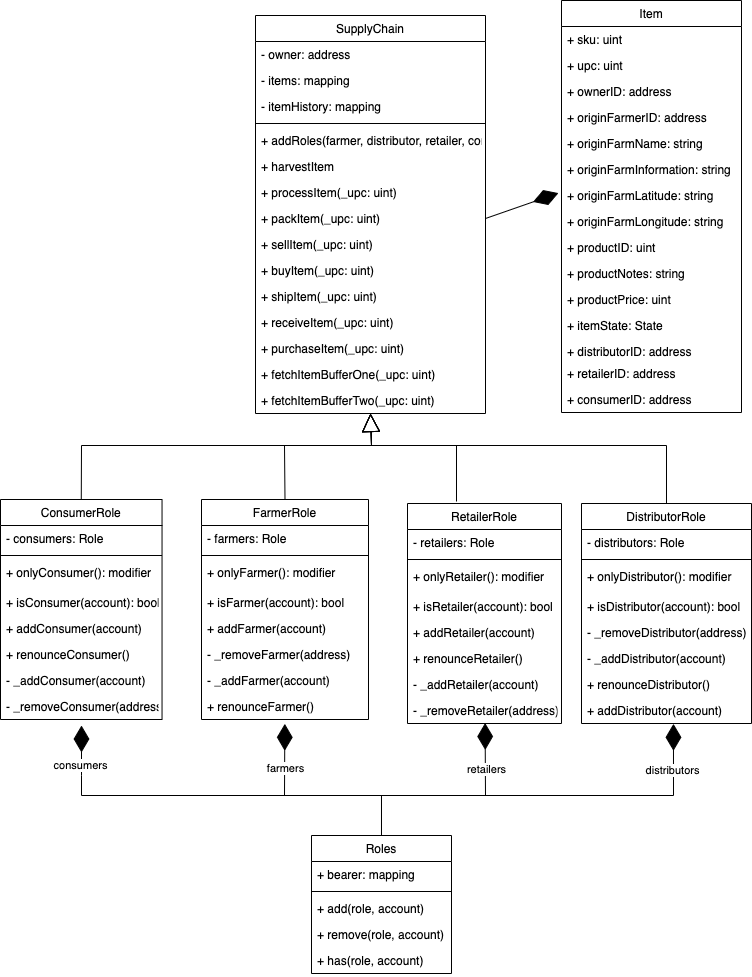 SupplyChain
- owner: address
- items: mapping
- itemHistory: mapping
+ addRoles(farmer, distributor, retailer, co
+ harvestItem
+ processItem(_upc: uint)
+ packItem(_upc: uint)
+ sellItem(_upc: uint)
+ buyItem(_upc: uint)
+ shipItem(_upc: uint)
+ receiveItem(_upc: uint)
+ purchaseItem(_upc: uint)
+ fetchItemBufferOne(_upc: uint)
+ fetchItemBufferTwo(_upc: uint)
Item
+ sku: uint
+ upc: uint
+ ownerID: address
+ originFarmerID: address
+ originFarmName: string
+ originFarmInformation: string
+ originFarmLatitude: string
+ originFarmLongitude: string
+ productID: uint
+ productNotes: string
+ productPrice: uint
+ itemState: State
+ distributorID: address
+ retailerID: address
+ consumerID: address
ConsumerRole
- consumers: Role
+ onlyConsumer(): modifier
+ isConsumer(account): bool
+ addConsumer(account)
+ renounceConsumer()
- _addConsumer(account)
- _removeConsumer(address
FarmerRole
- farmers: Role
+ onlyFarmer(): modifier
+ isFarmer(account): bool
+ addFarmer(account)
- _removeFarmer(address)
- _addFarmer(account)
+ renounceFarmer()
RetailerRole
- retailers: Role
+ onlyRetailer(): modifier
+ isRetailer(account): bool
+ addRetailer(account)
+ renounceRetailer()
- _addRetailer(account)
- _removeRetailer(address)
DistributorRole
- distributors: Role
+ onlyDistributor(): modifier
+ isDistributor(account): bool
- _removeDistributor(address)
- _addDistributor(account)
+ renounceDistributor()
+ addDistributor(account)
consumers
farmers
retailers
distributors
Roles
+ bearer: mapping
+ add(role, account)
+ remove(role, account)
+ has(role, account)